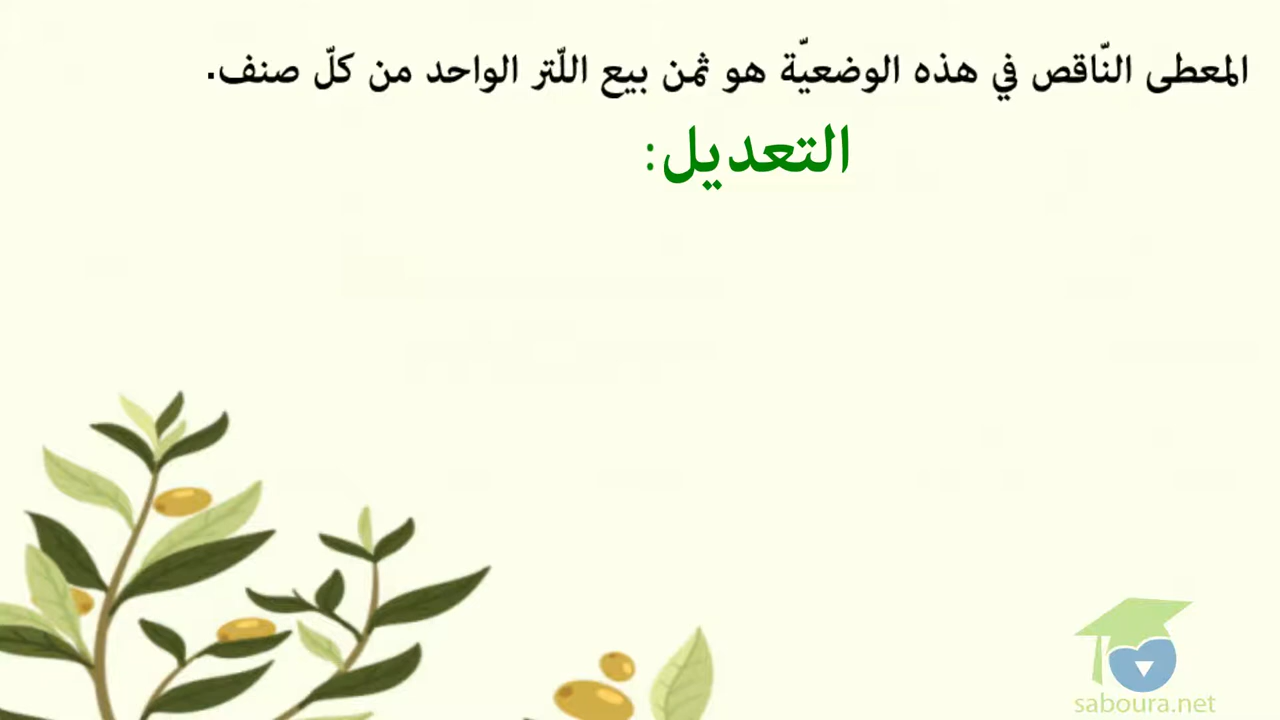 المعطى النّاقص في هذه الوضعيّة هو ثمن بيع اللّتر الواحد من كلّ صنف.
التعديل:
saboura.net